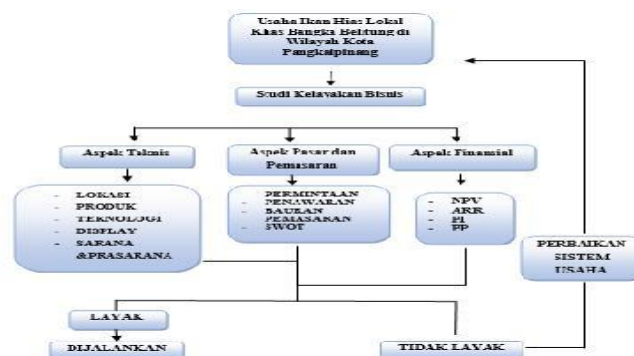 Usaha Ikan Hias Lokal
Khas Bangka Belitung di
Wilayah Kota
Pangkalpinang
Studi Kelayakan Bisnis
Aspek Teknis
Aspek Pasar dan
Pemasaran
Aspek Finansial
- LOKASI
- PRODUK
- TEKNOLOGI
- DISPLAY
- SARANA
&PRASARANA
- PERMINTAAN
- PENAWARAN
- BAURAN
PEMASARAN
- SWOT
- NPV
- ARR
- PI
- PP
PERBAIKAN
SISTEM
USAHA
LAYAK
DIJALANKAN
TIDAK LAYAK